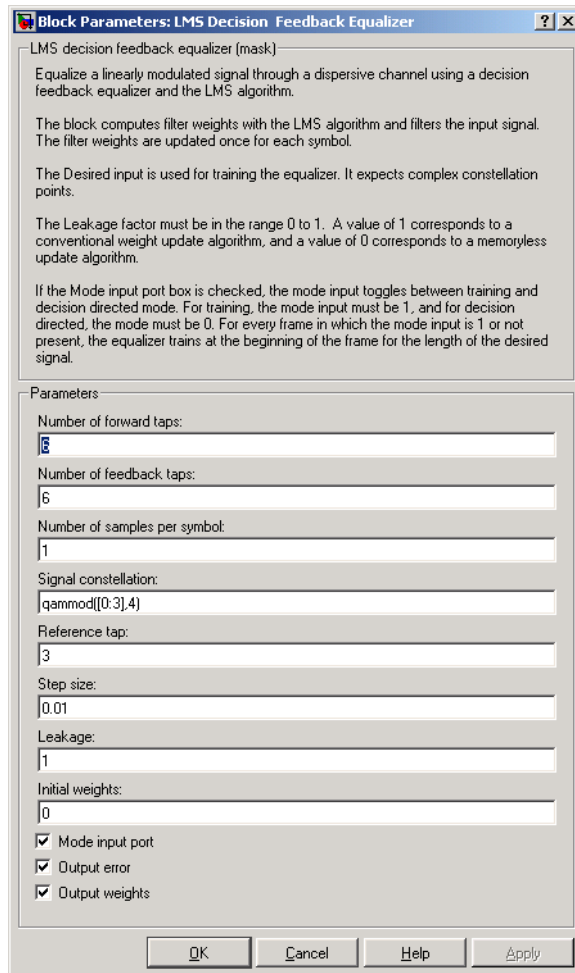 Block Parameters: LMS Decision  Feedback Equalizer
LMS decision feedback equalizer (mask)
Equalize a linearly modulated signal through a dispersive channel using a decision
feedback equalizer and the LMS algorithm.
The block computes filter weights with the LMS algorithm and filters the input signal.
The filter weights are updated once for each symbol.
The Desired input is used for training the equalizer. It expects complex constellation
points.
The Leakage factor must be in the range 0 to 1.  A value of 1 corresponds to a
conventional weight update algorithm, and a value of 0 corresponds to a memoryless
update algorithm.
If the Mode input port box is checked, the mode input toggles between training and
decision directed mode. For training, the mode input must be 1, and for decision
directed, the mode must be 0. For every frame in which the mode input is 1 or not
present, the equalizer trains at the beginning of the frame for the length of the desired
signal.
Parameters
Number of forward taps:
6
Number of feedback taps:
6
Number of samples per symbol:
1
Signal constellation:
qammod([0:3],4)
Reference tap:
3
Step size:
0.01
Leakage:
1
Initial weights:
0
Mode input port
Output error
Output weights
OK Cancel Help Apply